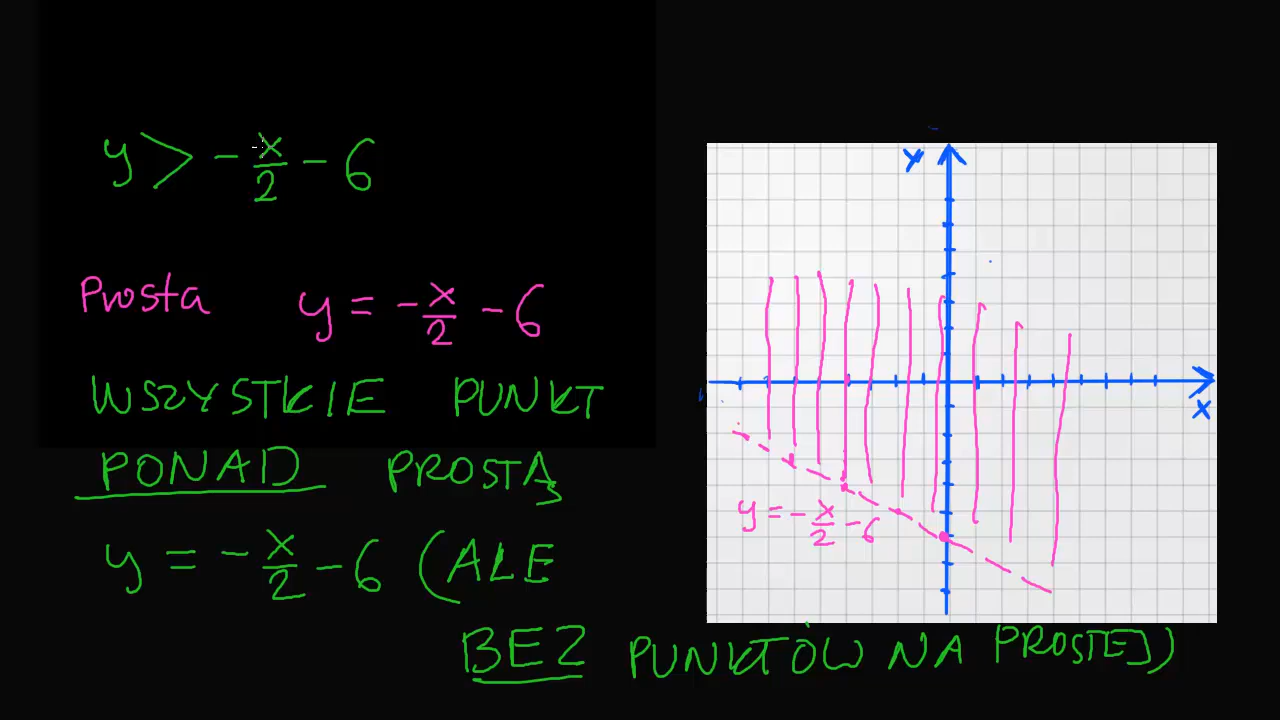 y > -x/2 - 6
Prosta y = -x/2 - 6
WSZYSTKIE PUNKT
PONAD PROSTĄ
y = -x/2 - 6 (ALE
BEZ PUNKTÓW NA PROSTEJ)
y
x
y = -x/2 - 6